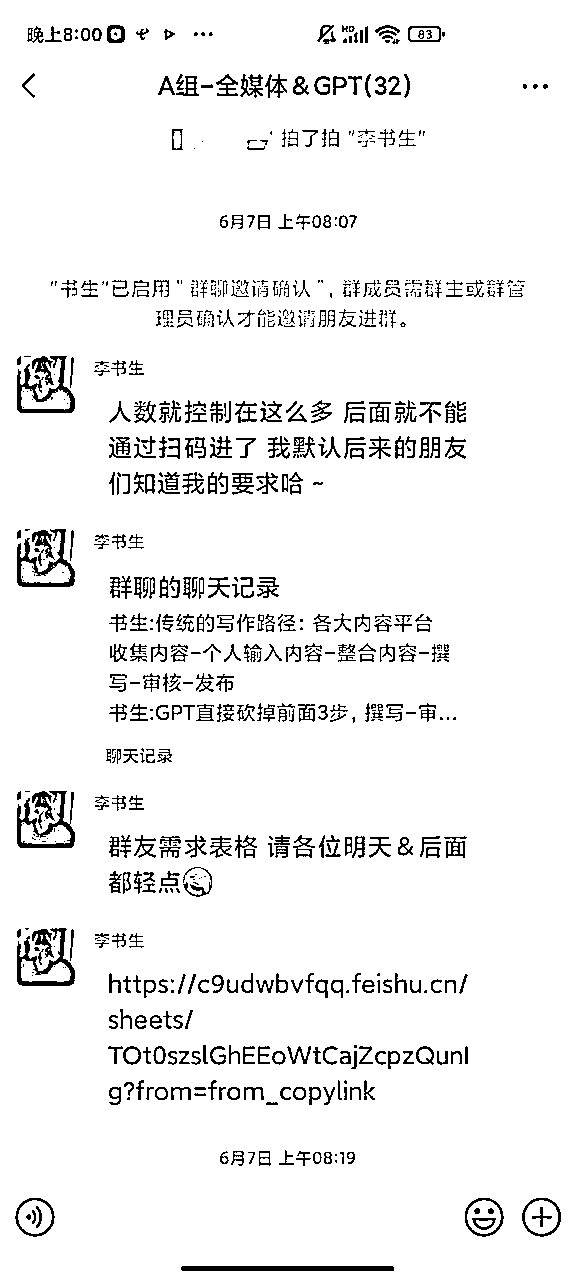 晚上8:00
HD
83
A组-全媒体&GPT(32)
拍了拍 "李书生"
6月7日 上午08:07
"书生"已启用"群聊邀请确认",群成员需群主或群管
理员确认才能邀请朋友进群。
李书生
人数就控制在这么多 后面就不能
通过扫码进了 我默认后来的朋友
们知道我的要求哈 ~
李书生
群聊的聊天记录
书生:传统的写作路径: 各大内容平台
收集内容-个人输入内容-整合内容-撰
写-审核-发布
书生:GPT直接砍掉前面3步, 撰写-审...
聊天记录
李书生
群友需求表格 请各位明天&后面
都轻点
李书生
https://c9udwbvfqq.feishu.cn/
sheets/
TOt0szslGhEEoWtCajZcpzQunI
g?from=from_copylink
6月7日 上午08:19